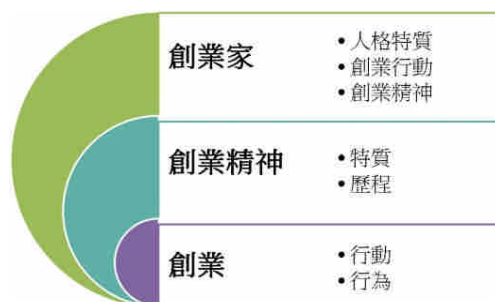 創業家
• 人格特質
• 創業行動
• 創業精神
創業精神
• 特質
• 歷程
創業
• 行動
• 行為